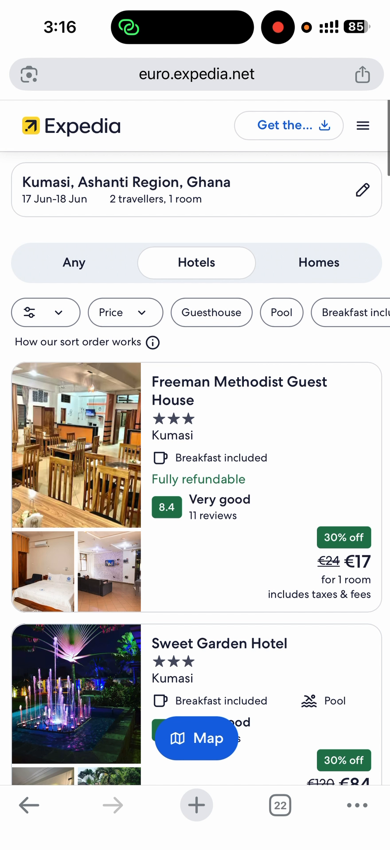 3:16
85
euro.expedia.net
Expedia
Get the...
Kumasi, Ashanti Region, Ghana
17 Jun-18 Jun 2 travellers, 1 room
Any Hotels Homes
Price Guesthouse Pool Breakfast inclu
How our sort order works
Freeman Methodist Guest
House
Kumasi
Breakfast included
Fully refundable
8.4 Very good
11 reviews
30% off
€24 €17
for 1 room
includes taxes & fees
Sweet Garden Hotel
Kumasi
Breakfast included Pool
Map
30% off
€120 €84
22